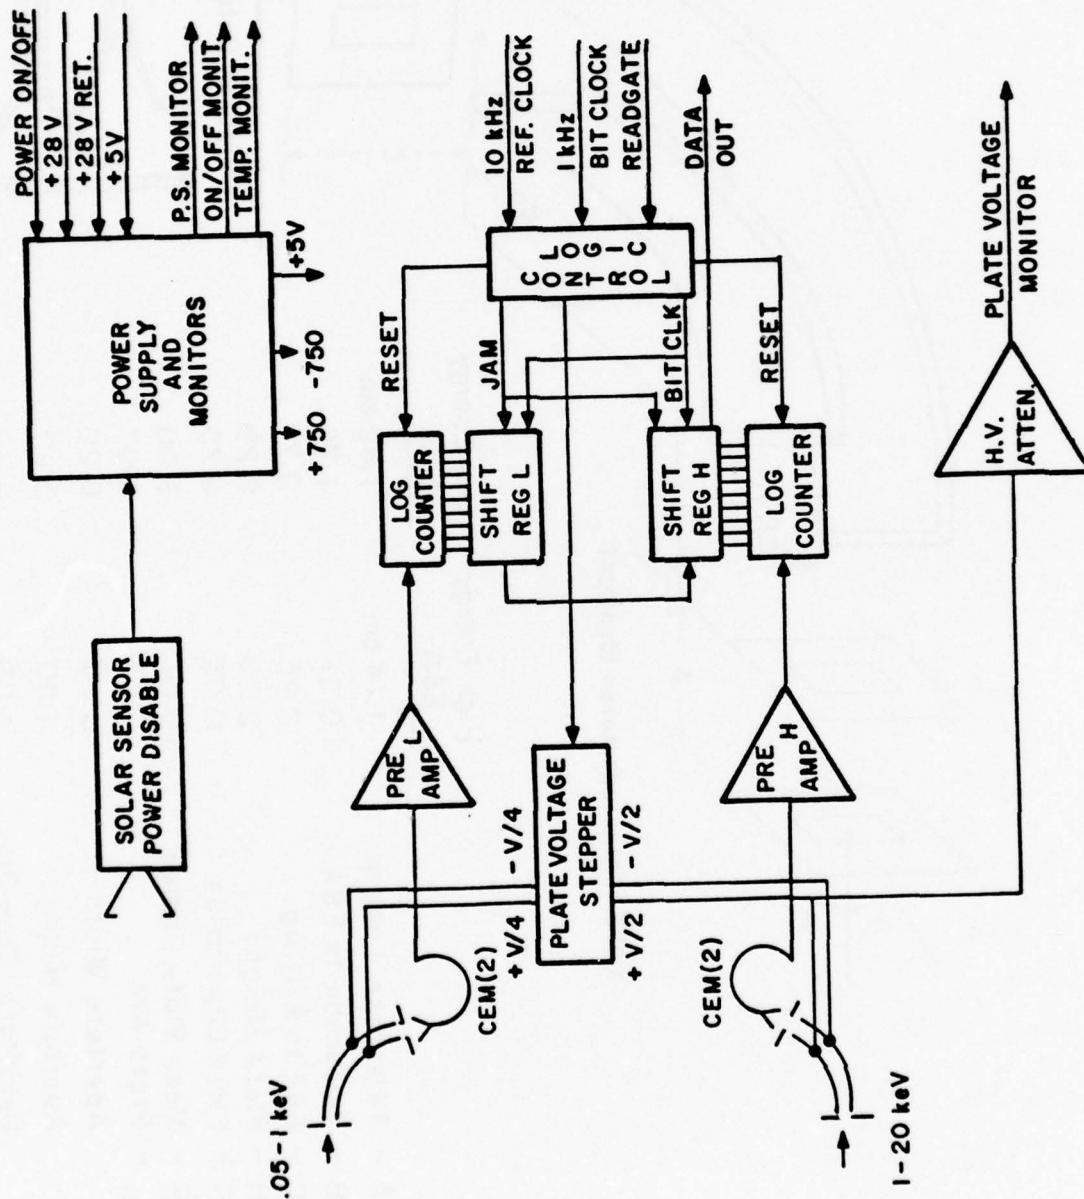 SOLAR SENSOR
POWER DISABLE
POWER
SUPPLY
AND
MONITORS
POWER ON/OFF
+28V
+28V RET.
+5V
P.S. MONITOR
ON/OFF MONIT
TEMP. MONIT.
+750
-750
+5V
.05-1 keV
CEM(2)
PRE L
AMP
LOG
COUNTER
SHIFT
REG L
RESET
JAM
LOGIC
CONTROL
10 kHz
REF. CLOCK
1 kHz
BIT CLOCK
READGATE
+V/4
-V/4
PLATE VOLTAGE
STEPPER
+V/2
-V/2
BIT CLK
DATA
OUT
SHIFT
REG H
LOG
COUNTER
RESET
1-20 keV
CEM(2)
PRE H
AMP
H.V.
ATTEN.
PLATE VOLTAGE
MONITOR